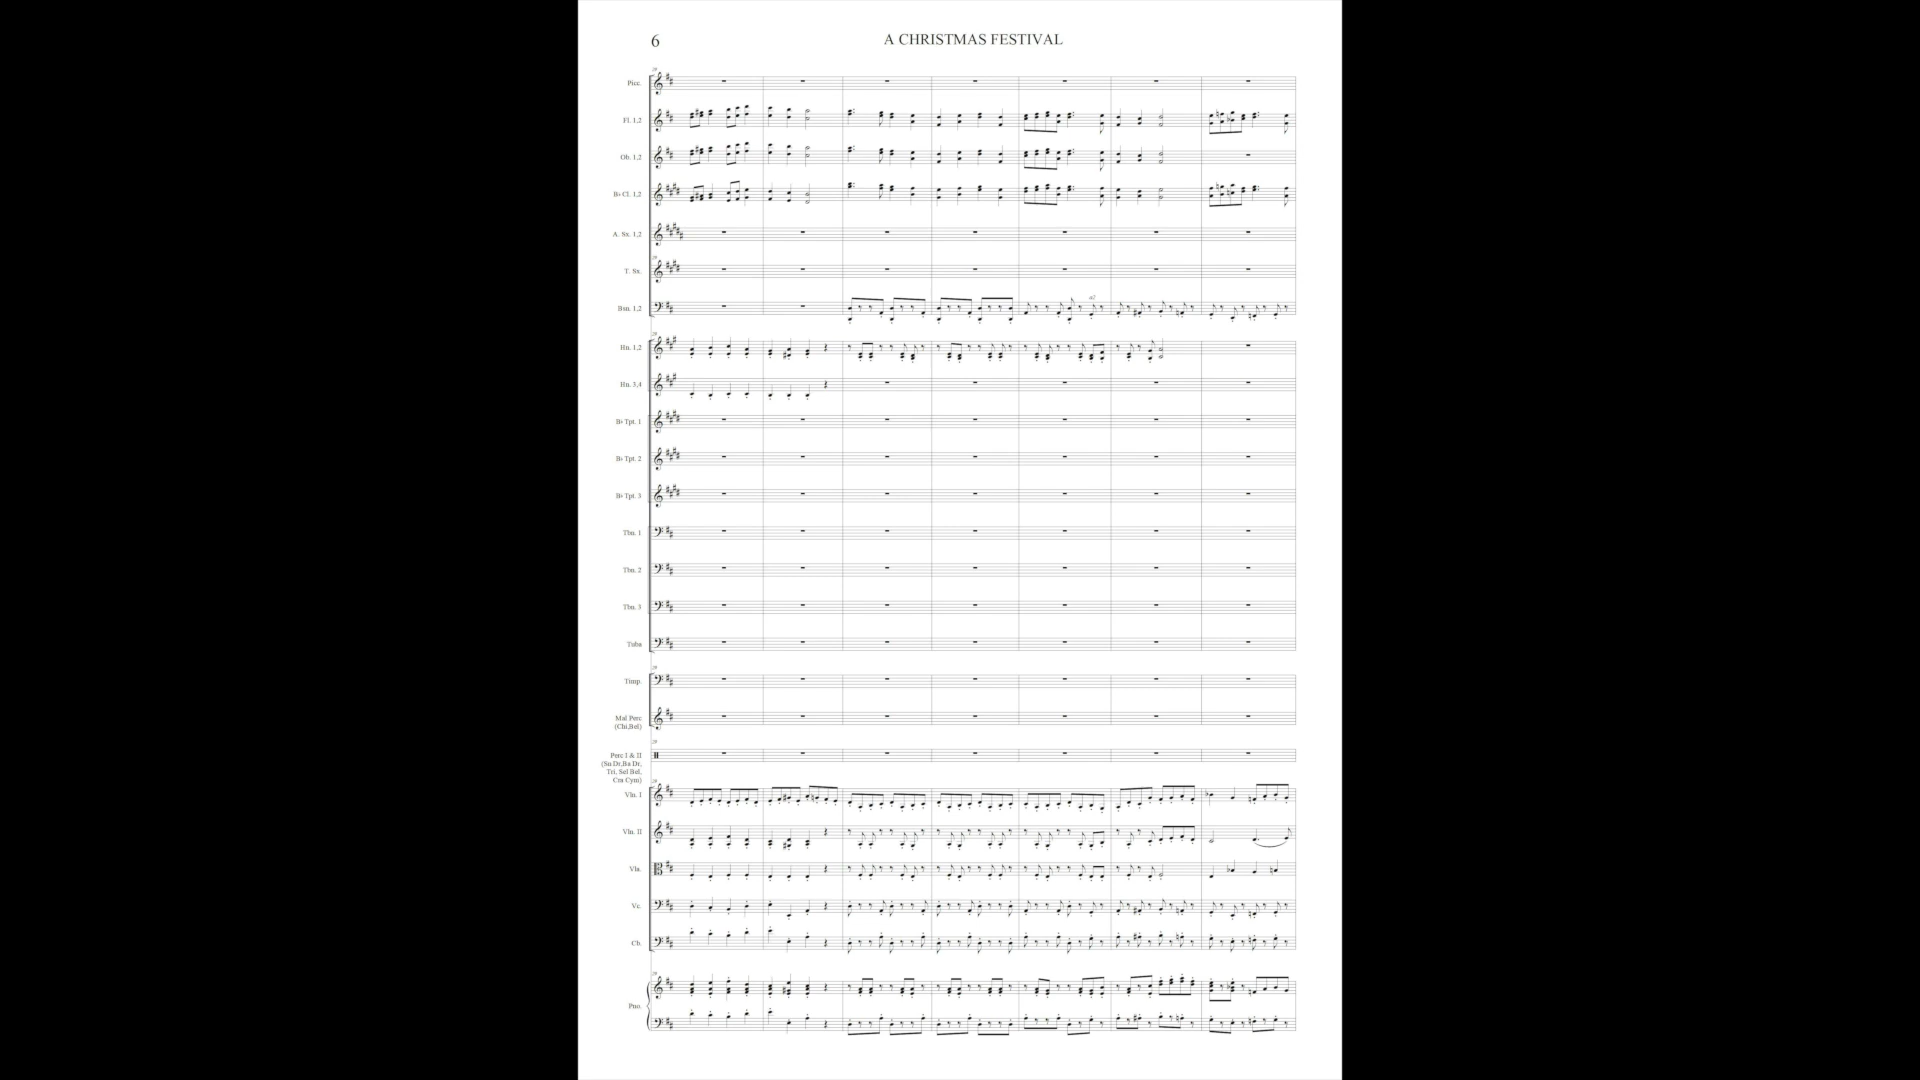 6
A CHRISTMAS FESTIVAL
Picc.
Fl. 1,2
Ob. 1,2
B♭ Cl. 1,2
A. Sx. 1,2
T. Sx.
Bsn. 1,2
a2
Hn. 1,2
Hn. 3,4
B♭ Tpt. 1
B♭ Tpt. 2
B♭ Tpt. 3
Tbn. 1
Tbn. 2
Tbn. 3
Tuba
Timp.
Mal Perc
(Chi,Bel)
Perc I & II
(Sn Dr,Ba Dr,
Tri, Sel Bel,
Cra Cym)
Vln. I
Vln. II
Vla.
Vc.
Cb.
Pno.